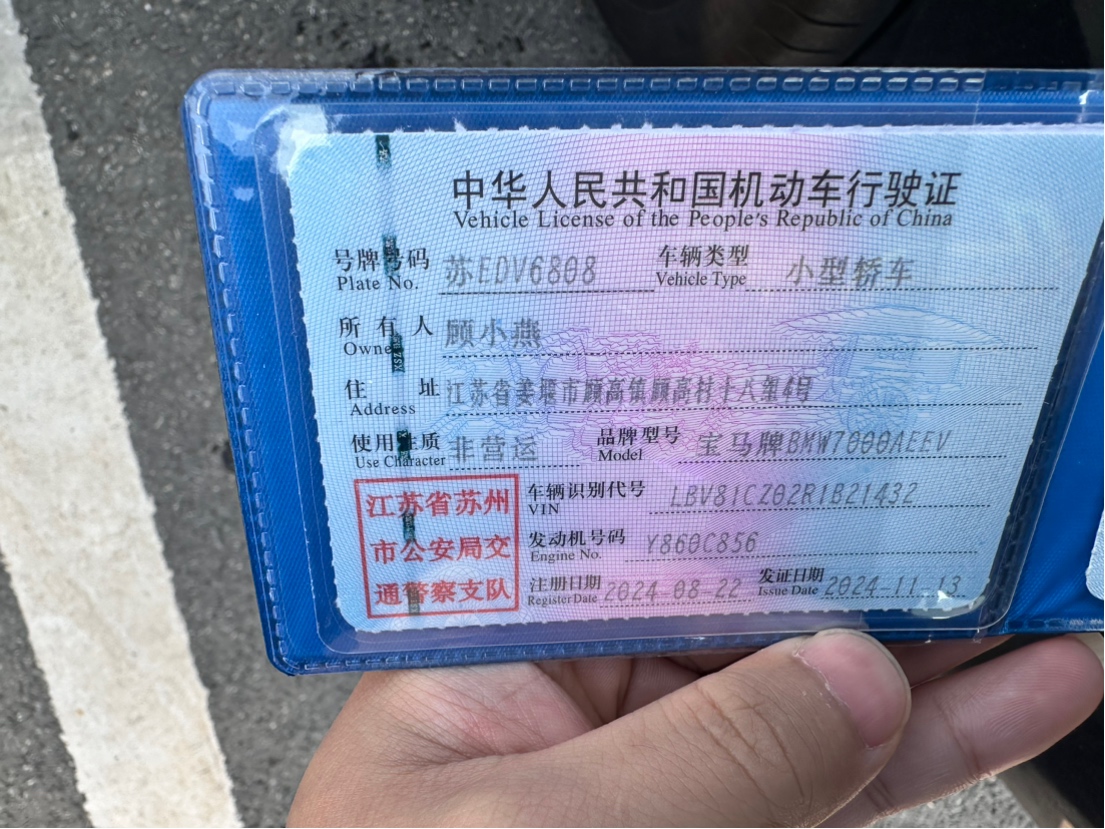 中华人民共和国机动车行驶证
Vehicle License of the People's Republic of China
号牌号码 苏EDV6808 车辆类型 小型轿车
Plate No. Vehicle Type
所有人 顾小燕
Owner
住址 江苏省姜堰市顾高镇顾高村十八组4号
Address
使用性质 非营运 品牌型号 宝马牌BMW7000AEEV
Use Character Model
江苏省苏州
市公安局交
通警察支队
车辆识别代号 LBV81CZ02R1B21432
VIN
发动机号码 Y860C856
Engine No.
注册日期 2024-08-22 发证日期 2024-11-13
Register Date Issue Date